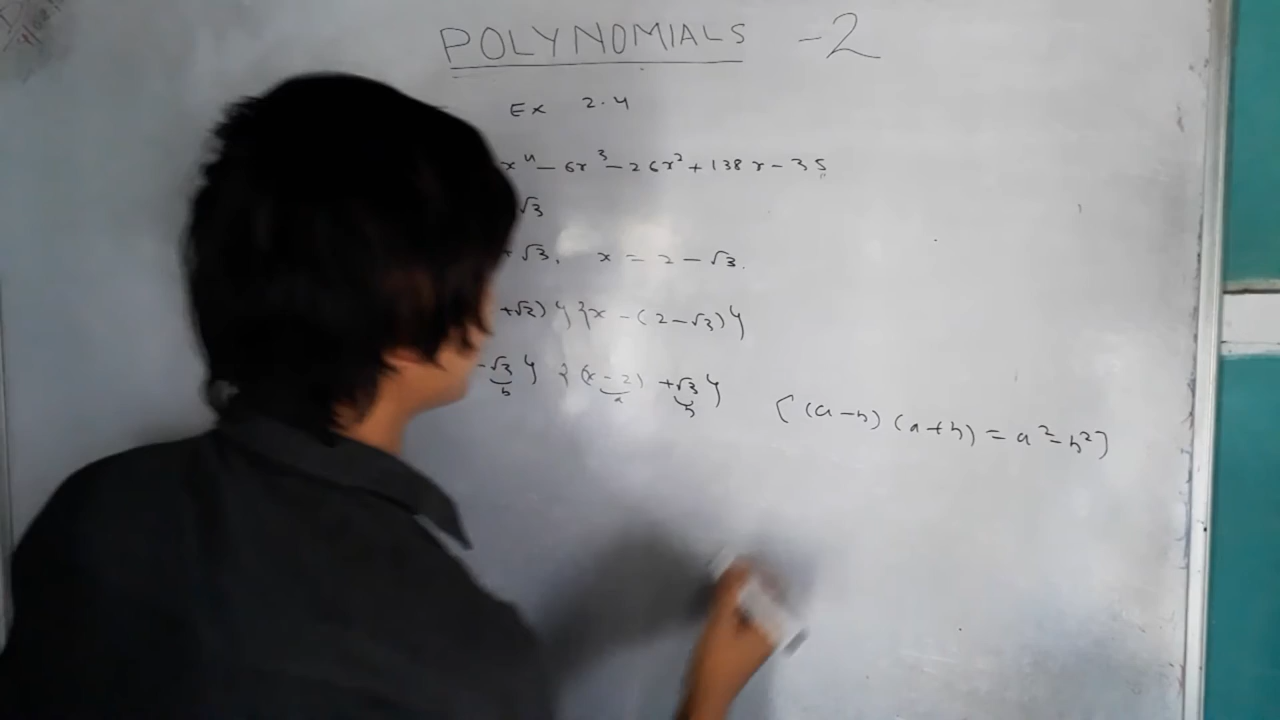 POLYNOMIALS -2
Ex 2.4
x⁴ - 6x³ - 26x² + 138x - 35
√3
+√3, x = 2 - √3.
+√2)} {x - (2 - √3)}
-√3} {(x - 2) + √3}
b a b
[(a-b) (a+b) = a² - b²]